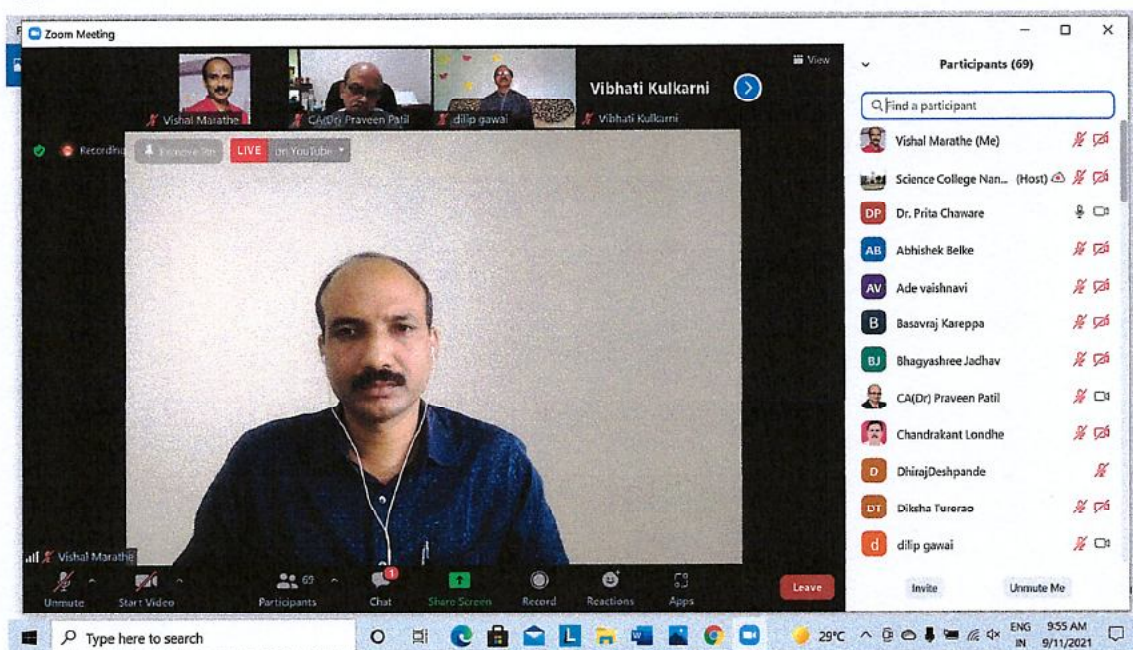 Zoom Meeting
View
Vishal Marathe
CA(Dr) Praveen Patil
dilip gawai
Vibhati Kulkarni
Vibhati Kulkarni
Recording
Remove Pin
LIVE
on YouTube
Vishal Marathe
Unmute
Start Video
69
Participants
1
Chat
Share Screen
Record
Reactions
Apps
Leave
Participants (69)
Find a participant
Vishal Marathe (Me)
Science College Nan... (Host)
DP Dr. Prita Chaware
AB Abhishek Belke
AV Ade vaishnavi
B Basavraj Kareppa
BJ Bhagyashree Jadhav
CA(Dr) Praveen Patil
Chandrakant Londhe
D DhirajDeshpande
DT Diksha Turerao
d dilip gawai
Invite
Unmute Me
Type here to search
L
29°C
ENG
IN
9:55 AM
9/11/2021